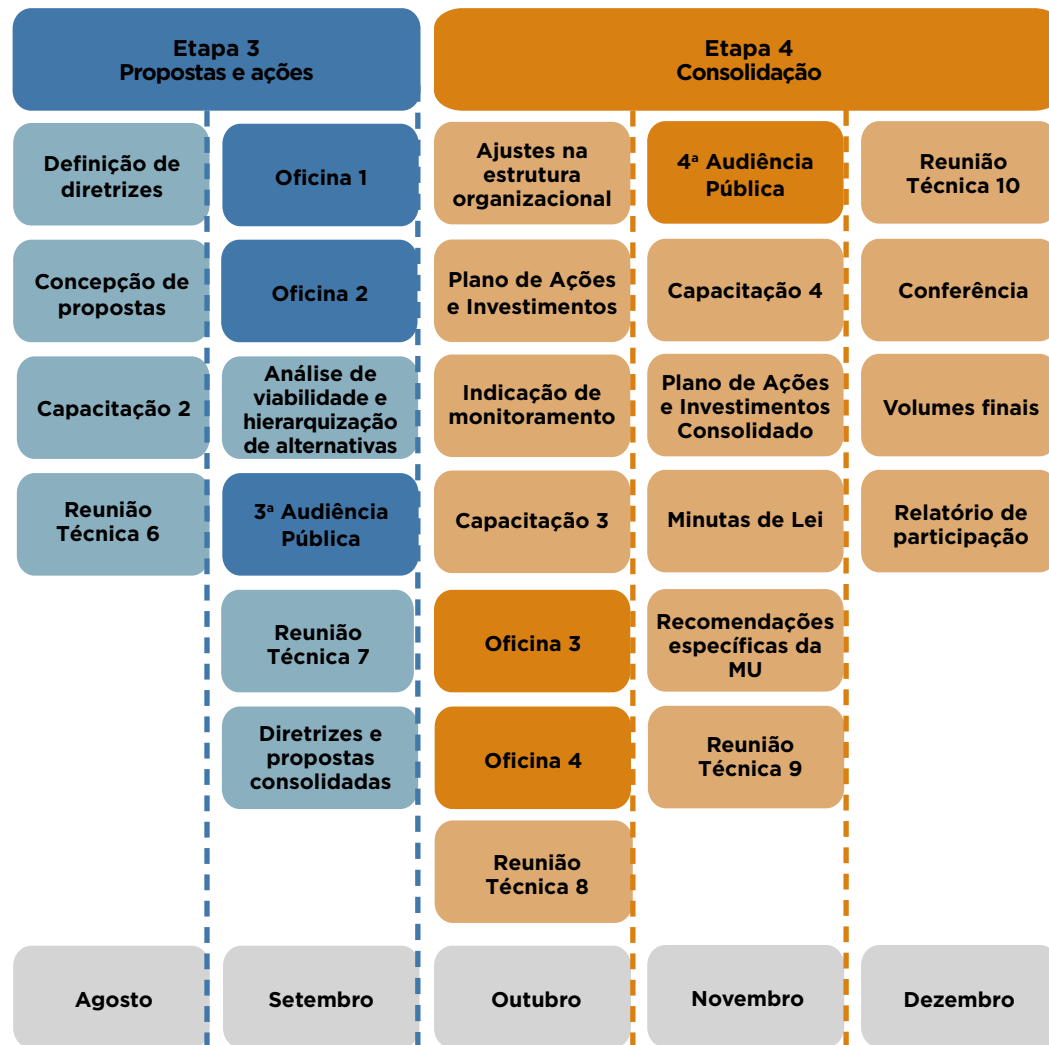 Etapa 3
Propostas e ações
Etapa 4
Consolidação
Definição de
diretrizes
Concepção de
propostas
Capacitação 2
Reunião
Técnica 6
Oficina 1
Oficina 2
Análise de
viabilidade e
hierarquização
de alternativas
3ª Audiência
Pública
Reunião
Técnica 7
Diretrizes e
propostas
consolidadas
Ajustes na
estrutura
organizacional
Plano de Ações
e Investimentos
Indicação de
monitoramento
Capacitação 3
Oficina 3
Oficina 4
Reunião
Técnica 8
4ª Audiência
Pública
Capacitação 4
Plano de Ações
e Investimentos
Consolidado
Minutas de Lei
Recomendações
específicas da
MU
Reunião
Técnica 9
Reunião
Técnica 10
Conferência
Volumes finais
Relatório de
participação
Agosto
Setembro
Outubro
Novembro
Dezembro